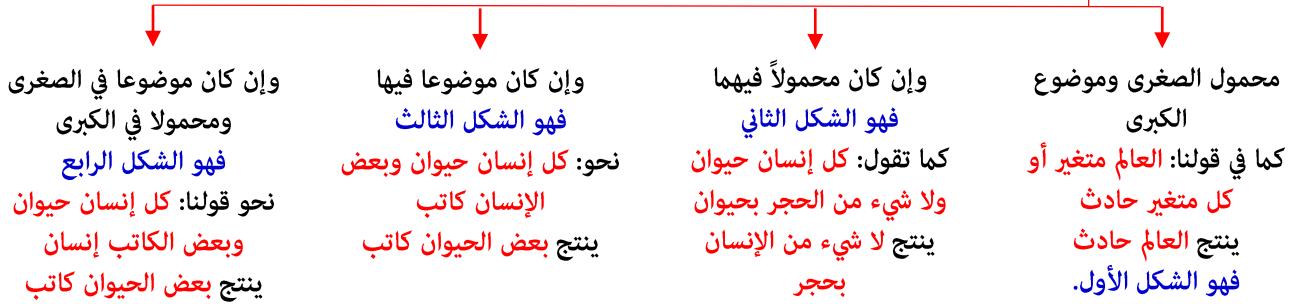 محمول الصغرى وموضوع
الكبرى
كما في قولنا: العالم متغير أو
كل متغير حادث
ينتج العالم حادث
فهو الشكل الأول.
وإن كان محمولاً فيهما
فهو الشكل الثاني
كما تقول: كل إنسان حيوان
ولا شيء من الحجر بحيوان
ينتج لا شيء من الإنسان
بحجر
وإن كان موضوعا فيها
فهو الشكل الثالث
نحو: كل إنسان حيوان وبعض
الإنسان كاتب
ينتج بعض الحيوان كاتب
وإن كان موضوعا في الصغرى
ومحمولا في الكبرى
فهو الشكل الرابع
نحو قولنا: كل إنسان حيوان
وبعض الكاتب إنسان
ينتج بعض الحيوان كاتب